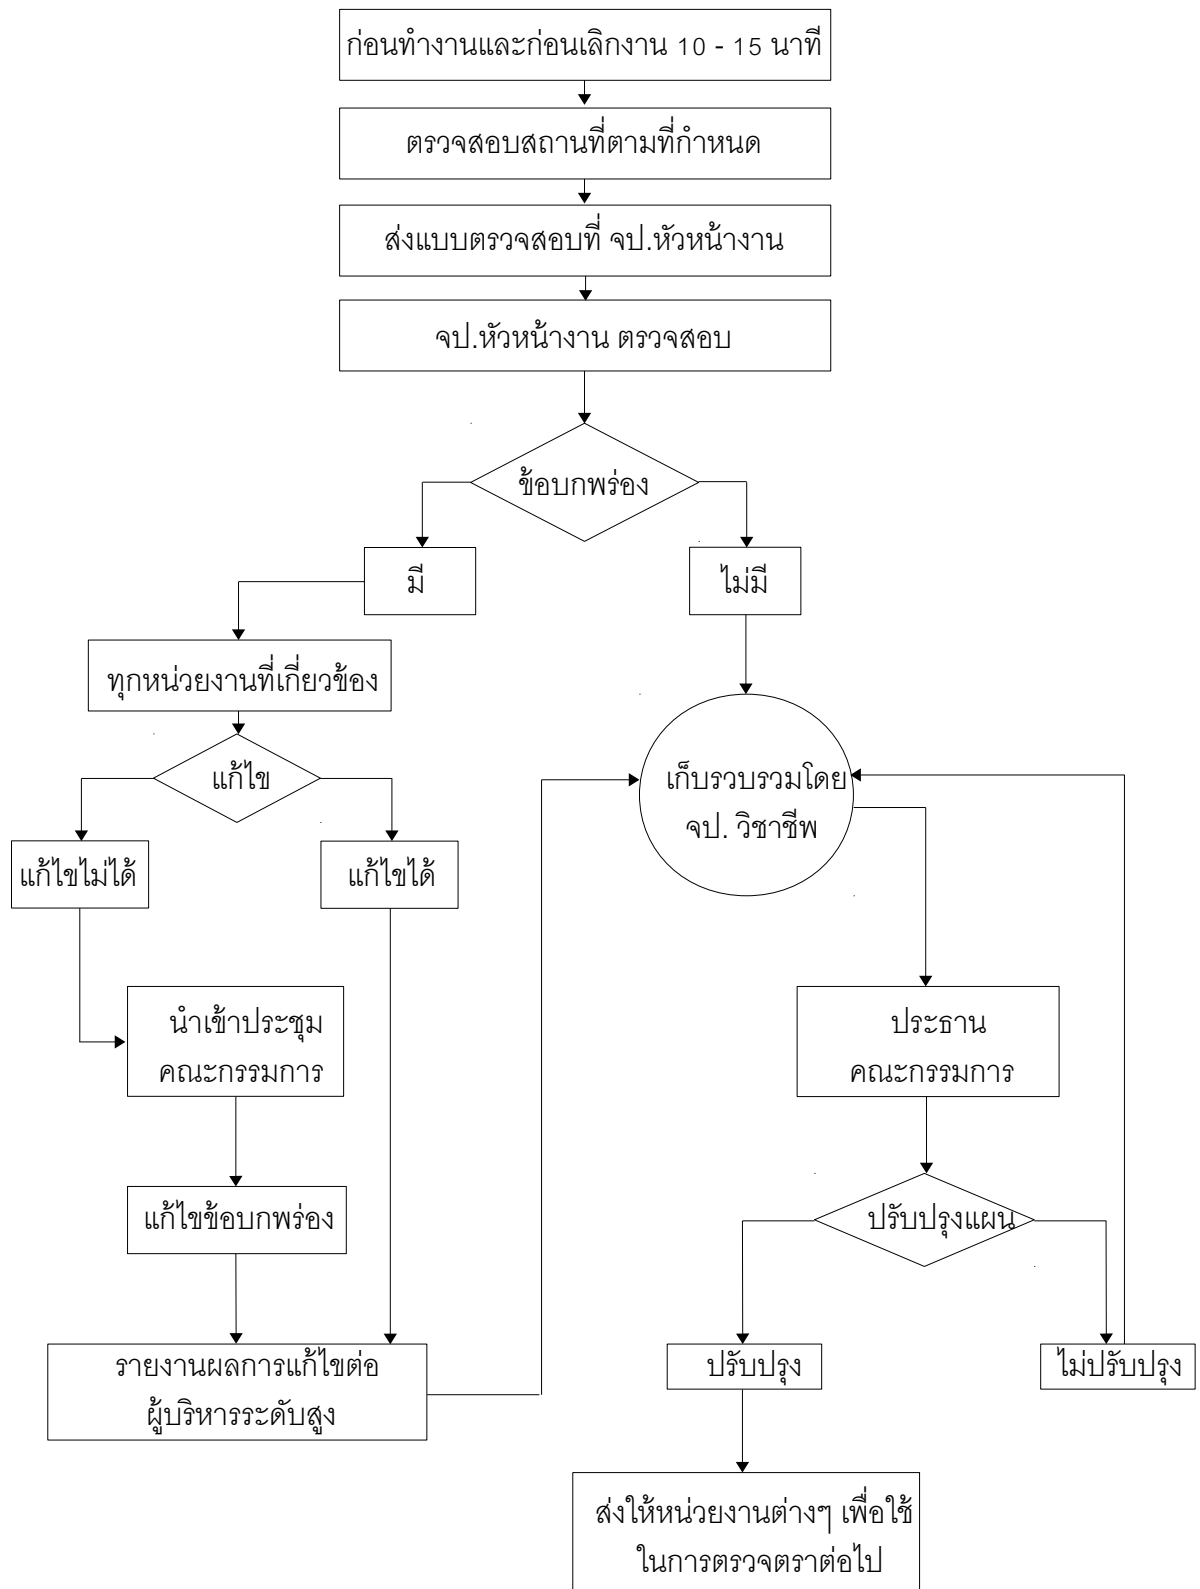 ก่อนทำงานและก่อนเลิกงาน 10 - 15 นาที
ตรวจสอบสถานที่ตามที่กำหนด
ส่งแบบตรวจสอบที่ จป.หัวหน้างาน
จป.หัวหน้างาน ตรวจสอบ
ข้อบกพร่อง
มี
ไม่มี
ทุกหน่วยงานที่เกี่ยวข้อง
แก้ไข
แก้ไขไม่ได้
แก้ไขได้
เก็บรวบรวมโดย
จป. วิชาชีพ
นำเข้าประชุม
คณะกรรมการ
ประธาน
คณะกรรมการ
แก้ไขข้อบกพร่อง
ปรับปรุงแผน
รายงานผลการแก้ไขต่อ
ผู้บริหารระดับสูง
ปรับปรุง
ไม่ปรับปรุง
ส่งให้หน่วยงานต่างๆ เพื่อใช้
ในการตรวจตราต่อไป